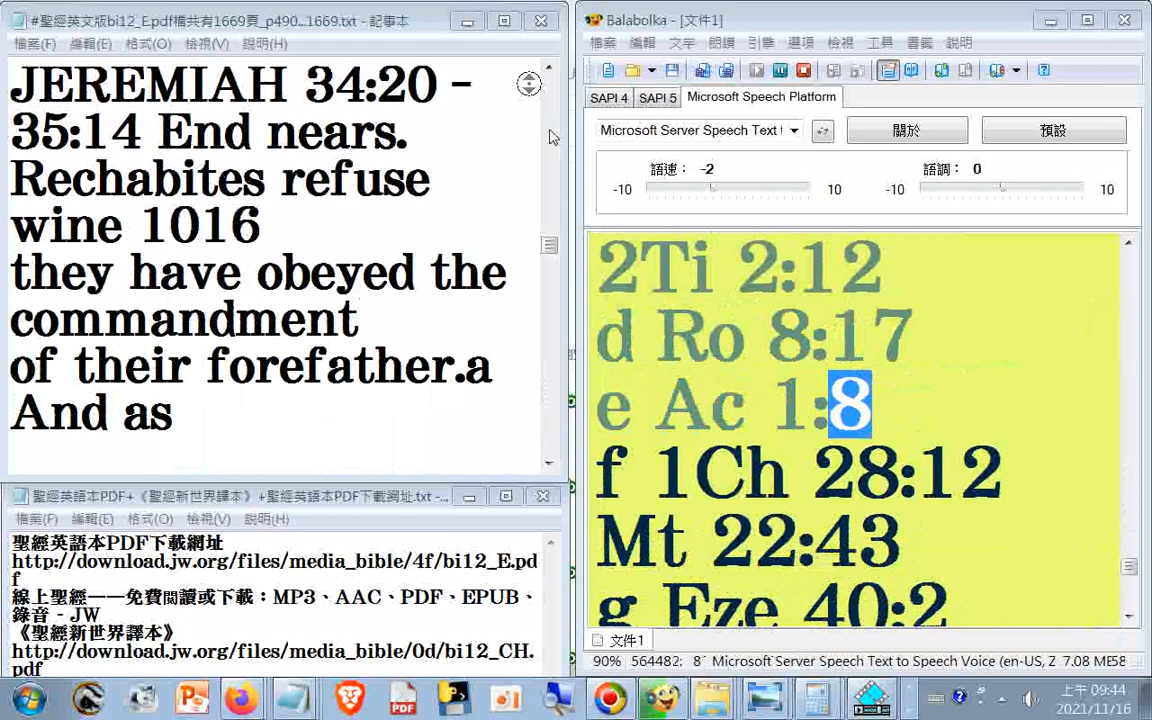 #聖經英文版bi12_E.pdf檔共有1669頁_p490...1669.txt - 記事本
檔案(F) 編輯(E) 格式(O) 檢視(V) 說明(H)
JEREMIAH 34:20 -
35:14 End nears.
Rechabites refuse
wine 1016
they have obeyed the
commandment
of their forefather.a
And as
聖經英語本PDF+《聖經新世界譯本》+聖經英語本PDF下載網址.txt -...
檔案(F) 編輯(E) 格式(O) 檢視(V) 說明(H)
聖經英語本PDF下載網址
http://download.jw.org/files/media_bible/4f/bi12_E.pd
f
線上聖經——免費閱讀或下載：MP3、AAC、PDF、EPUB、
錄音 - JW
《聖經新世界譯本》
http://download.jw.org/files/media_bible/0d/bi12_CH.
pdf
Balabolka - [文件1]
檔案 編輯 文字 朗讀 引擎 選項 檢視 工具 書籤 說明
SAPI 4 SAPI 5 Microsoft Speech Platform
Microsoft Server Speech Text 關於 預設
語速： -2 語調： 0
-10 10 -10 10
2Ti 2:12
d Ro 8:17
e Ac 1:8
f 1Ch 28:12
Mt 22:43
g Eze 40:2
文件1
90% 564482; 8 Microsoft Server Speech Text to Speech Voice (en-US, Z 7.08 ME58
上午 09:44
2021/11/16